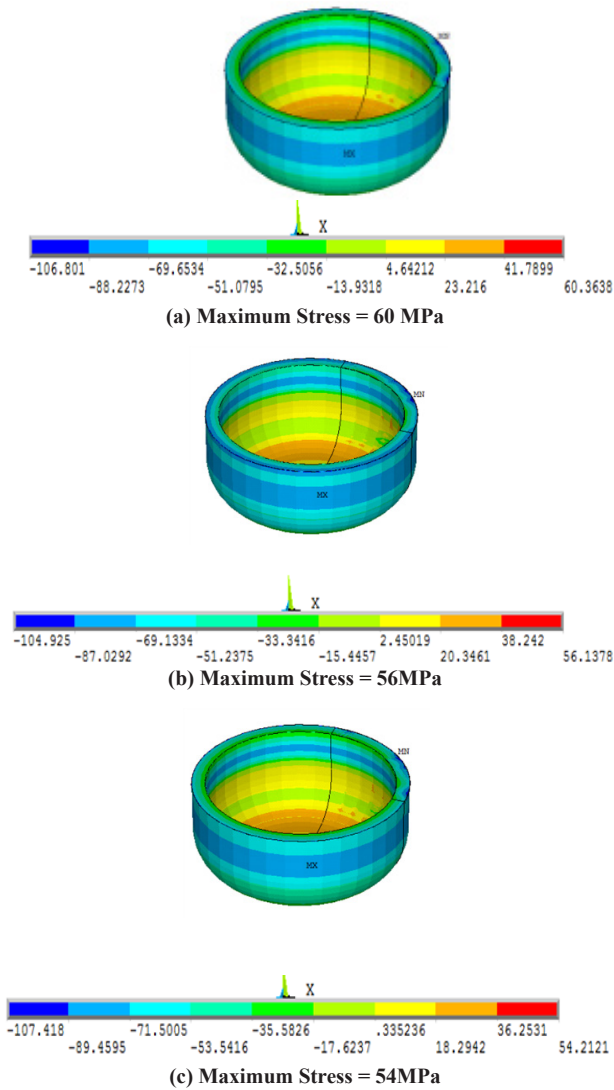 MN
MX
X
-106.801 -69.6534 -32.5056 4.64212 41.7899
-88.2273 -51.0795 -13.9318 23.216 60.3638
(a) Maximum Stress = 60 MPa
MN
MX
X
-104.925 -69.1334 -33.3416 2.45019 38.242
-87.0292 -51.2375 -15.4457 20.3461 56.1378
(b) Maximum Stress = 56MPa
MN
MX
X
-107.418 -71.5005 -35.5826 .335236 36.2531
-89.4595 -53.5416 -17.6237 18.2942 54.2121
(c) Maximum Stress = 54MPa